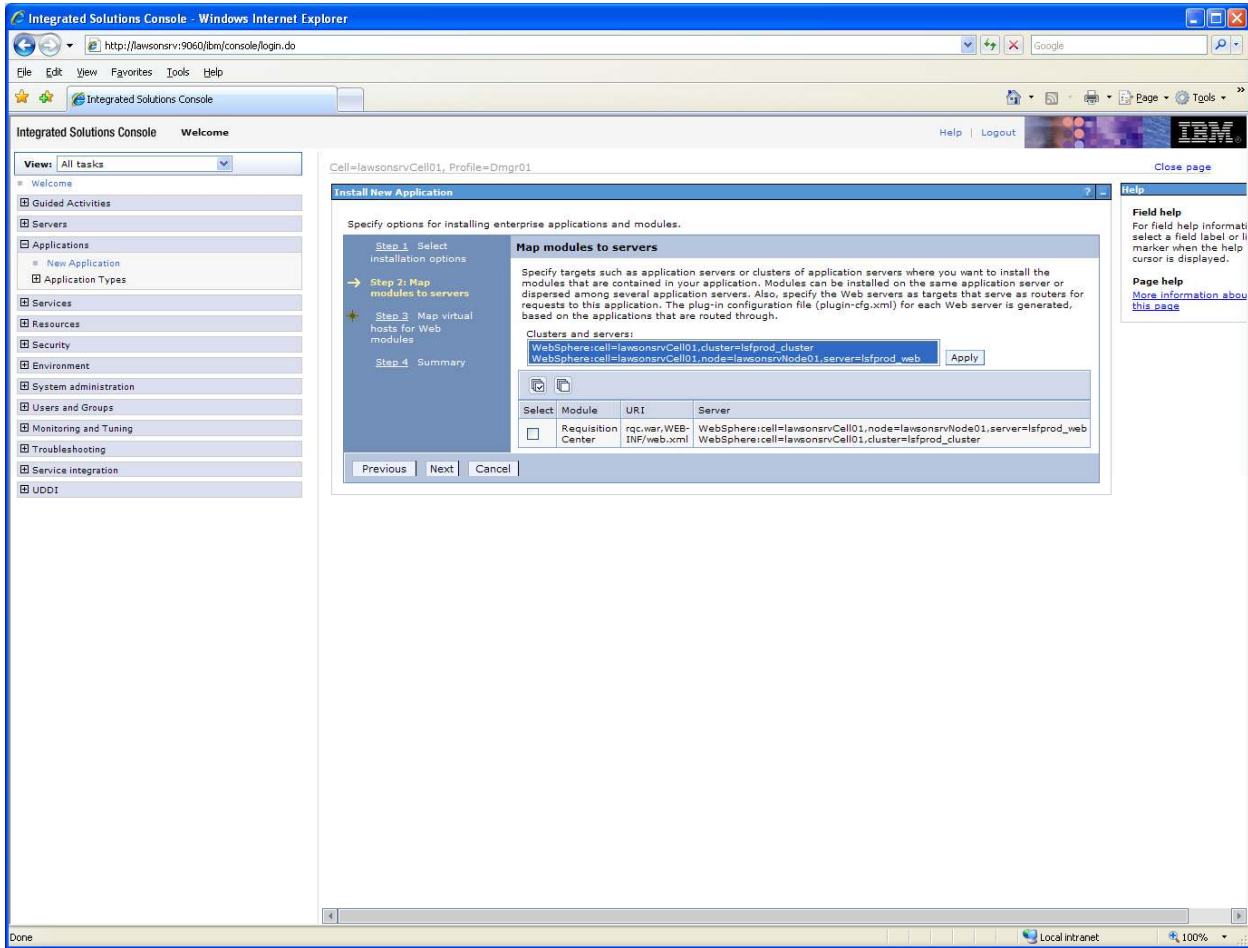 Integrated Solutions Console - Windows Internet Explorer
http://lawsonsrv:9060/ibm/console/login.do
Google
File Edit View Favorites Tools Help
Integrated Solutions Console
Page Tools »
Integrated Solutions Console Welcome
Help | Logout
IBM
View: All tasks
Welcome
Guided Activities
Servers
Applications
New Application
Application Types
Services
Resources
Security
Environment
System administration
Users and Groups
Monitoring and Tuning
Troubleshooting
Service integration
UDDI
Cell=lawsonsrvCell01, Profile=Dmgr01
Close page
Install New Application
? -
Specify options for installing enterprise applications and modules.
Step 1 Select
installation options
Step 2: Map
modules to servers
Step 3 Map virtual
hosts for Web
modules
Step 4 Summary
Map modules to servers
Specify targets such as application servers or clusters of application servers where you want to install the
modules that are contained in your application. Modules can be installed on the same application server or
dispersed among several application servers. Also, specify the Web servers as targets that serve as routers for
requests to this application. The plug-in configuration file (plugin-cfg.xml) for each Web server is generated,
based on the applications that are routed through.
Clusters and servers:
WebSphere:cell=lawsonsrvCell01,cluster=lsfprod_cluster
WebSphere:cell=lawsonsrvCell01,node=lawsonsrvNode01,server=lsfprod_web
Apply
Select Module URI Server
Requisition rqc.war,WEB- WebSphere:cell=lawsonsrvCell01,node=lawsonsrvNode01,server=lsfprod_web
Center INF/web.xml WebSphere:cell=lawsonsrvCell01,cluster=lsfprod_cluster
Previous Next Cancel
Help
Field help
For field help informati
select a field label or li
marker when the help
cursor is displayed.
Page help
More information abou
this page
Done
Local intranet
100%